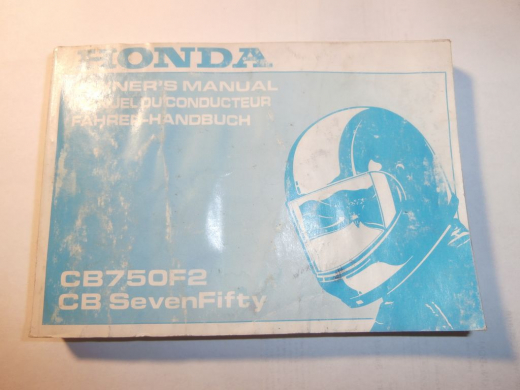 HONDA
OWNER'S MANUAL
MANUEL DU CONDUCTEUR
FAHRER-HANDBUCH
CB750F2
CB SevenFifty